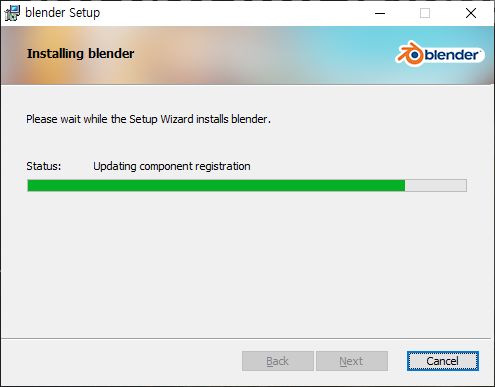 blender Setup
Installing blender
blender
Please wait while the Setup Wizard installs blender.
Status: Updating component registration
Back Next Cancel